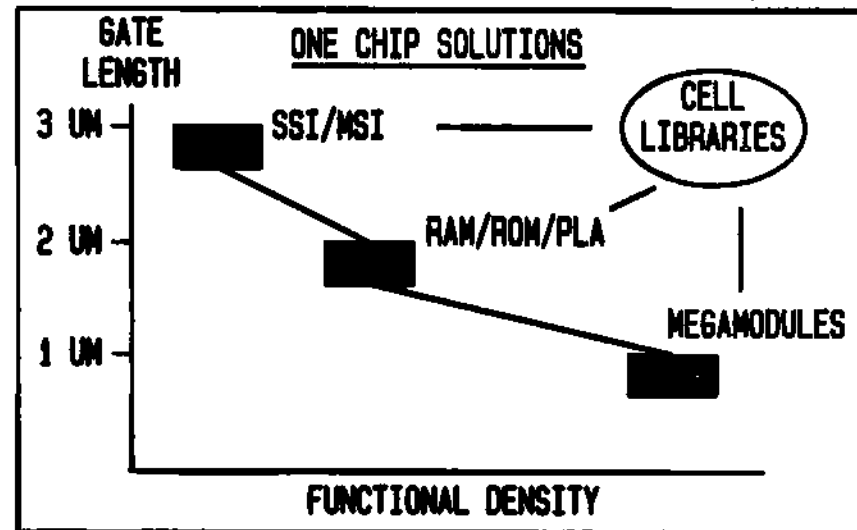 GATE
LENGTH
ONE CHIP SOLUTIONS
3 UM
SSI/MSI
CELL
LIBRARIES
2 UM
RAM/ROM/PLA
MEGAMODULES
1 UM
FUNCTIONAL DENSITY